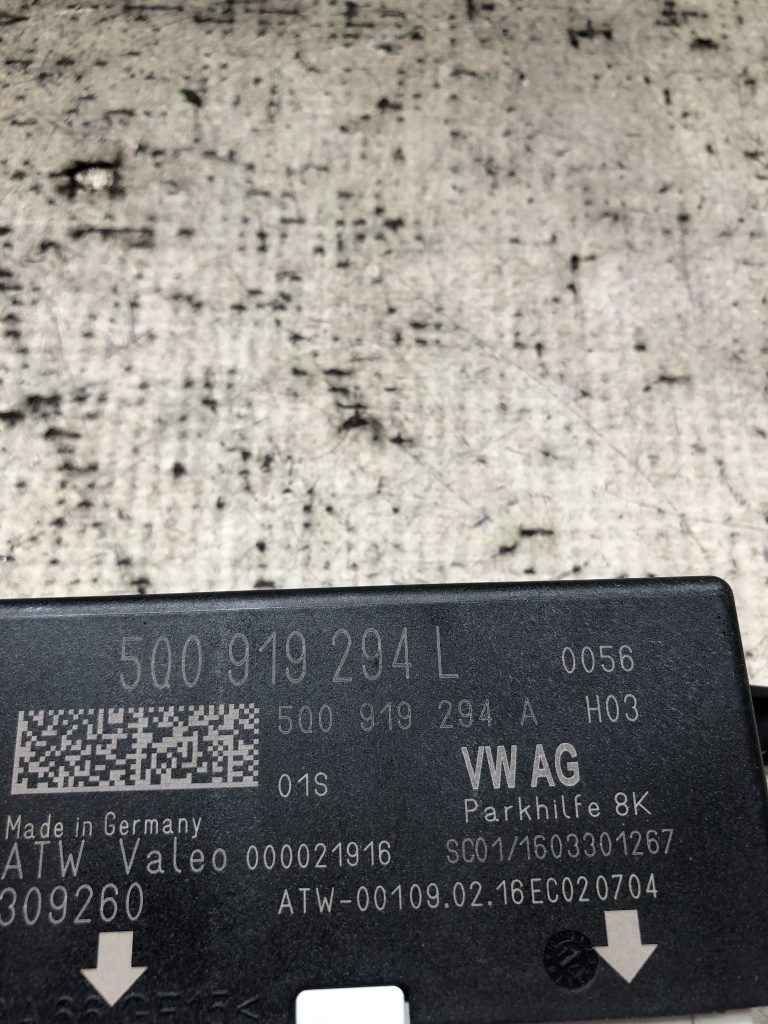 5Q0 919 294 L 0056
5Q0 919 294 A H03
01S VW AG
Parkhilfe 8K
Made in Germany
ATW Valeo 000021916 SC01/1603301267
309260 ATW-00109.02.16EC020704